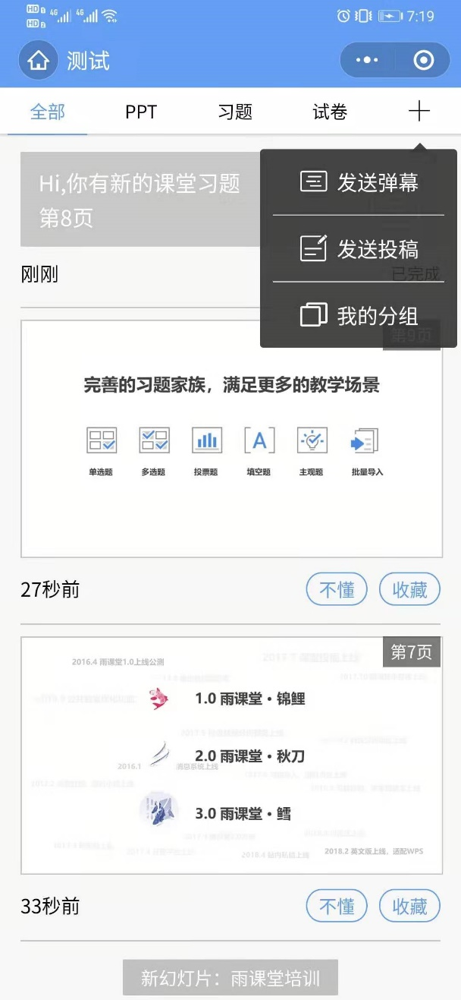 HD 1 4G 4G 7:19
HD 2
测试
全部 PPT 习题 试卷
发送弹幕
发送投稿
我的分组
Hi,你有新的课堂习题
第8页
刚刚 已完成
第9页
完善的习题家族，满足更多的教学场景
单选题 多选题 投票题 填空题 主观题 批量导入
A
27秒前 不懂 收藏
第7页
2016.4 雨课堂1.0上线公测
1.0 雨课堂·锦鲤
2.0 雨课堂·秋刀
2016.1 消息系统上线
3.0 雨课堂·鳕
2018.4 站内私信上线
2018.2 英文版上线，适配WPS
33秒前 不懂 收藏
新幻灯片：雨课堂培训